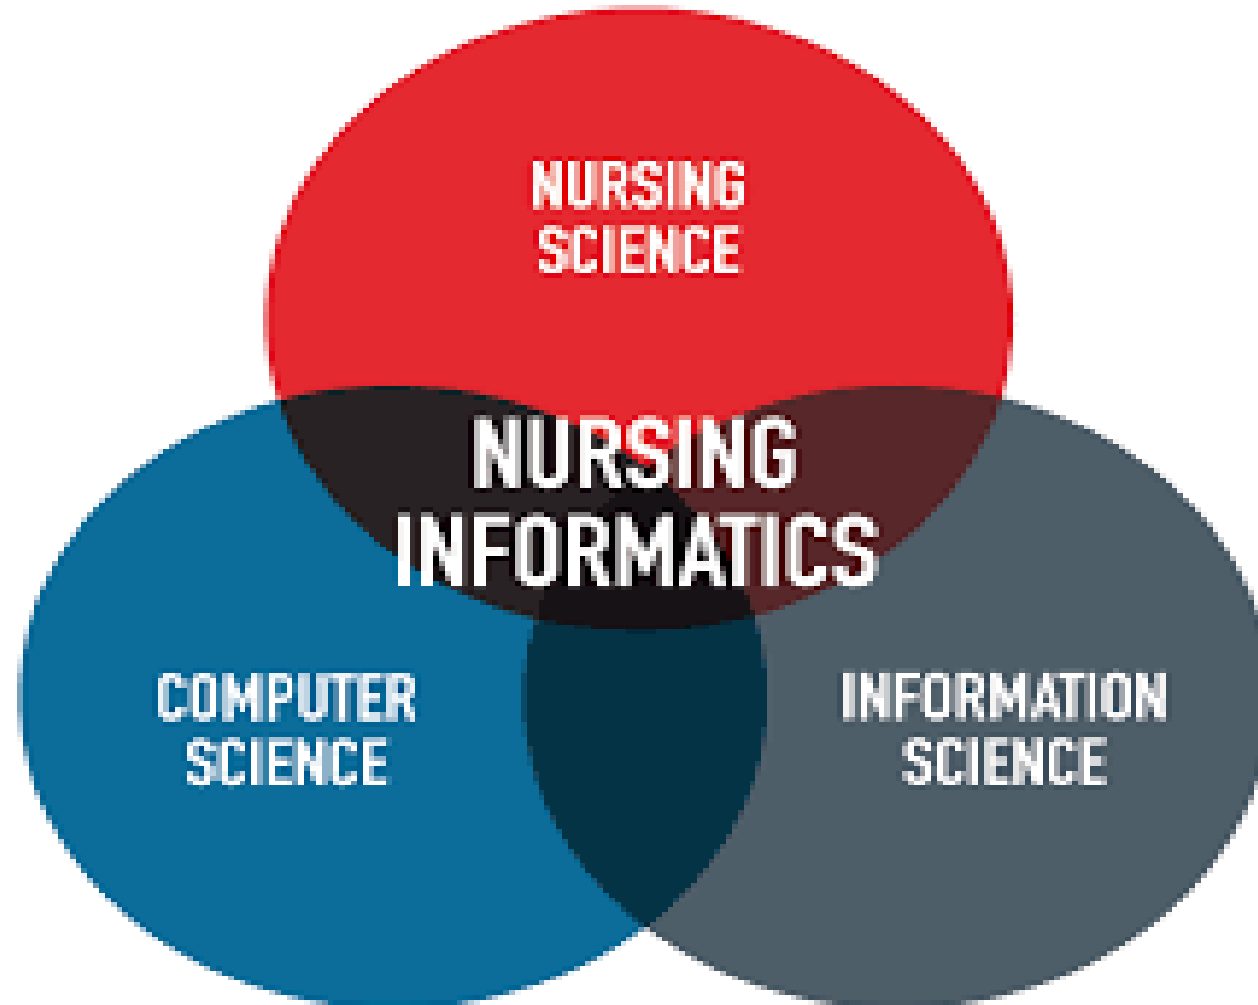 NURSING
SCIENCE
NURSING
INFORMATICS
COMPUTER
SCIENCE
INFORMATION
SCIENCE